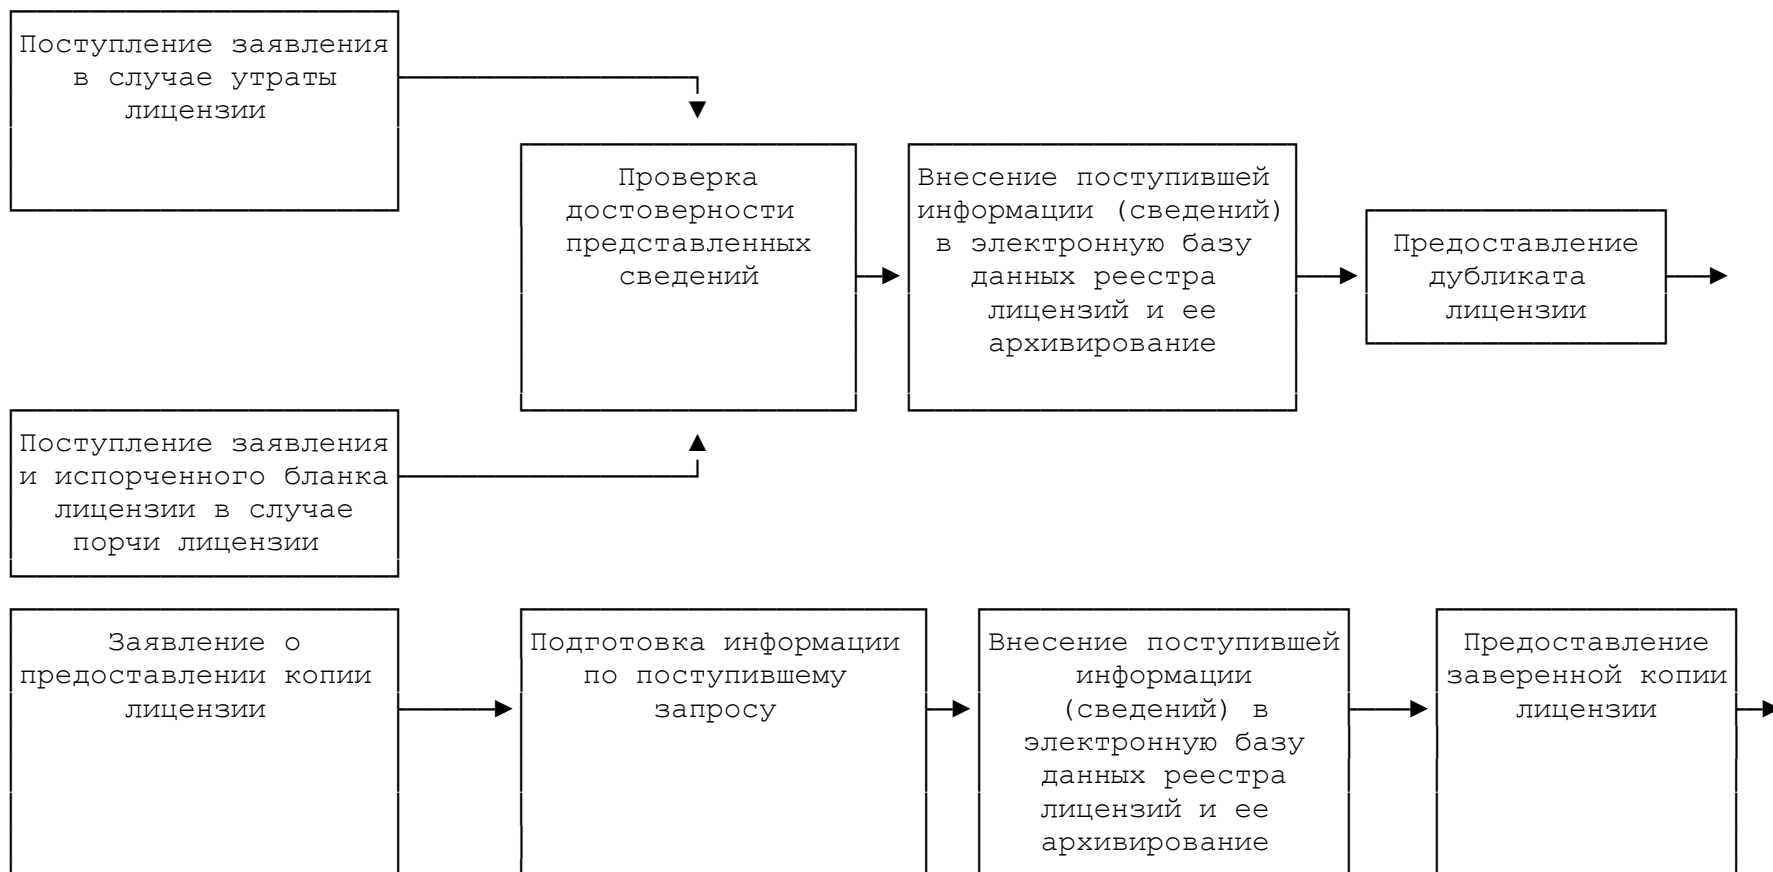 Поступление заявления
в случае утраты
лицензии
Проверка
достоверности
представленных
сведений
Внесение поступившей
информации (сведений)
в электронную базу
данных реестра
лицензий и ее
архивирование
Предоставление
дубликата
лицензии
Поступление заявления
и испорченного бланка
лицензии в случае
порчи лицензии
Заявление о
предоставлении копии
лицензии
Подготовка информации
по поступившему
запросу
Внесение поступившей
информации
(сведений) в
электронную базу
данных реестра
лицензий и ее
архивирование
Предоставление
заверенной копии
лицензии